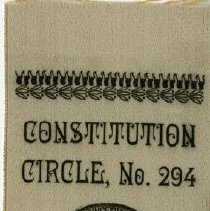 CONSTITUTION
CIRCLE, No. 294